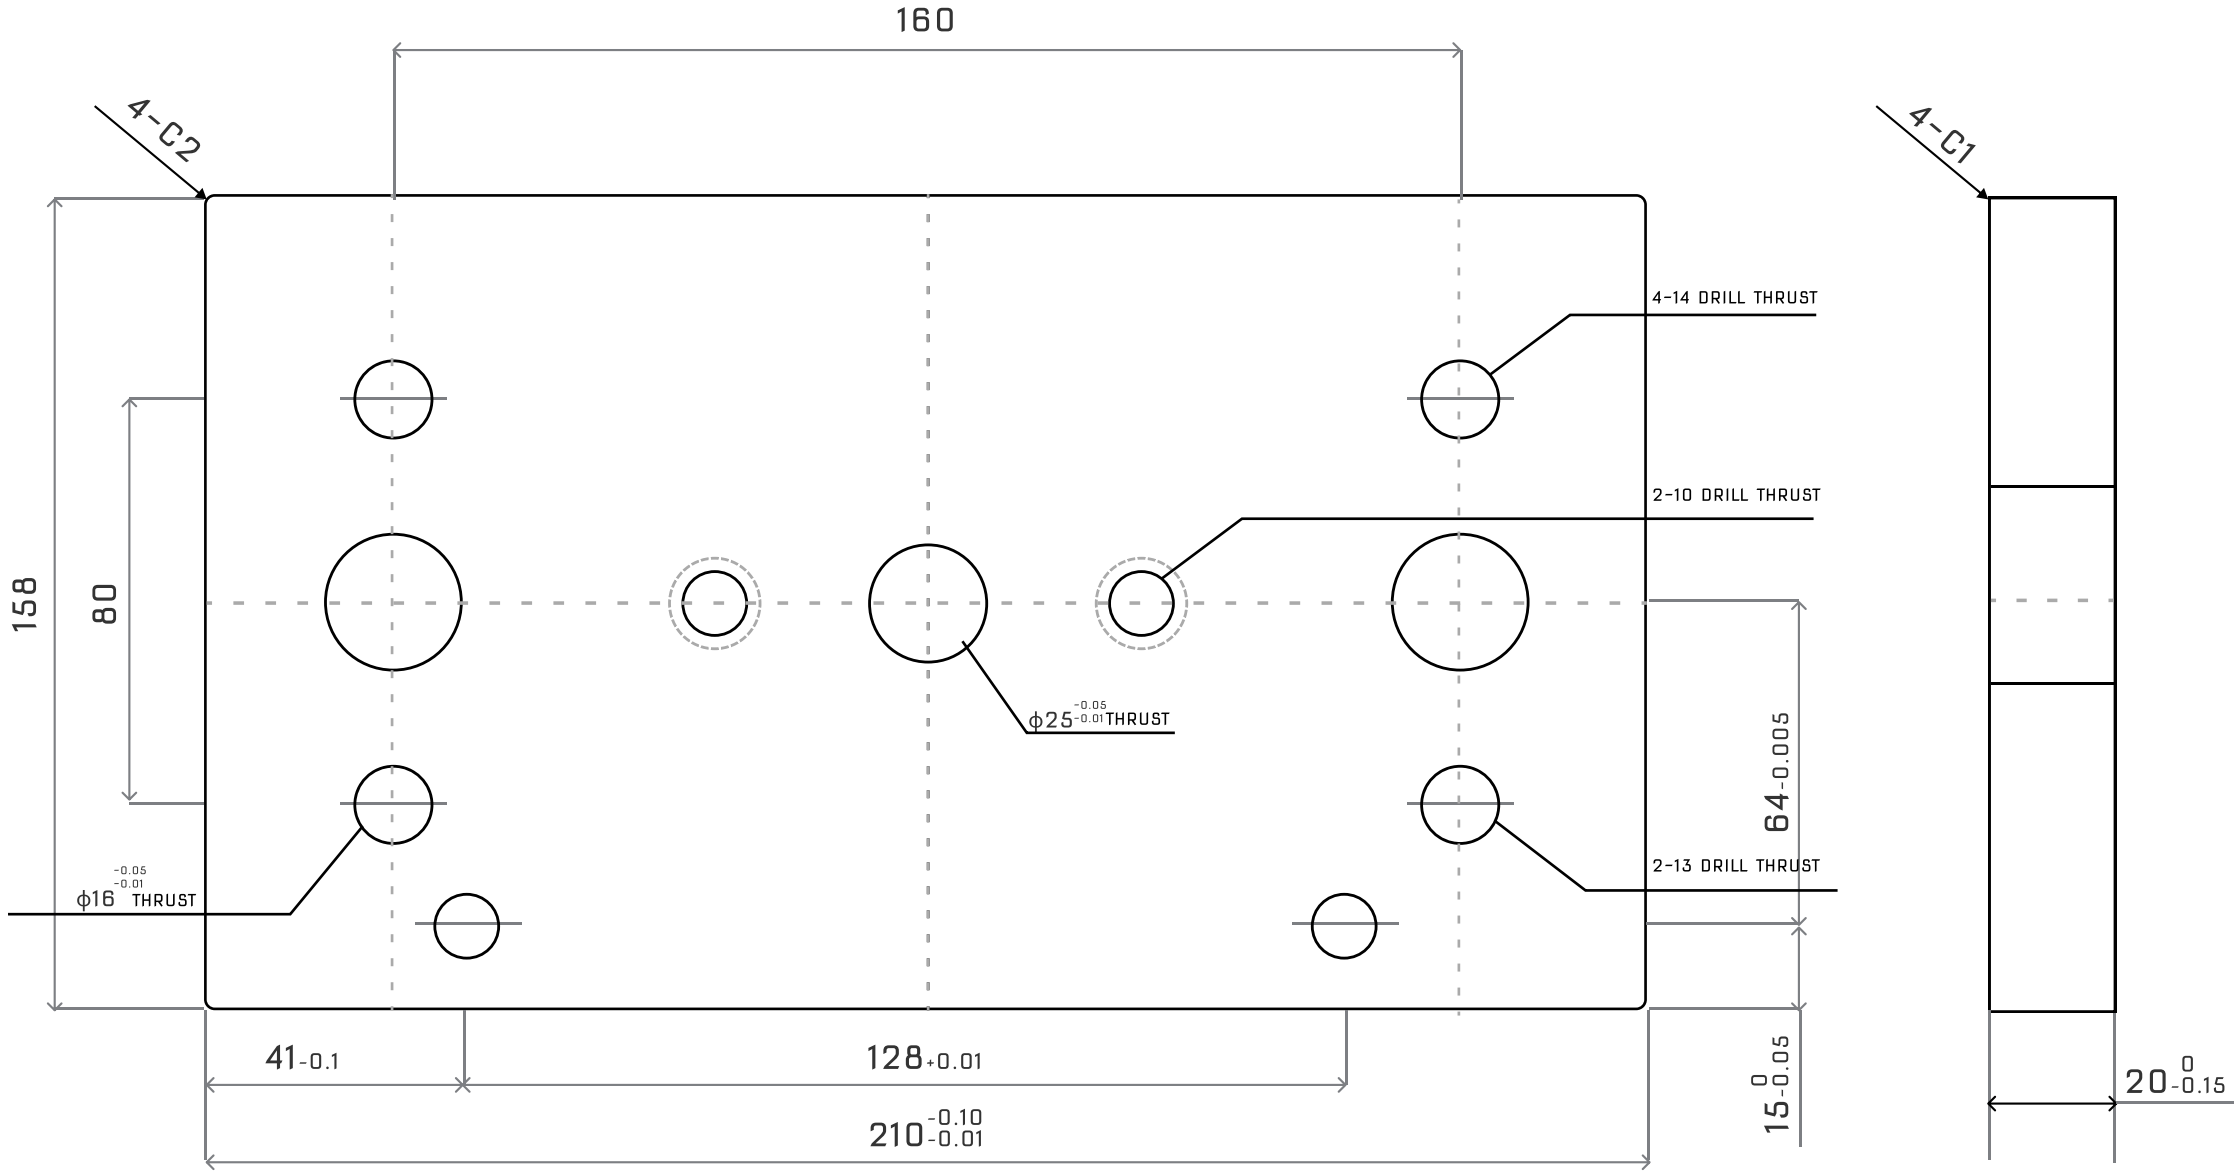 160
4-C2
4-C1
4-14 DRILL THRUST
2-10 DRILL THRUST
158
80
-0.05
ϕ25-0.01 THRUST
64-0.005
2-13 DRILL THRUST
-0.05
-0.01
ϕ16 THRUST
41-0.1
128+0.01
0
15-0.05
0
20-0.15
-0.10
210-0.01